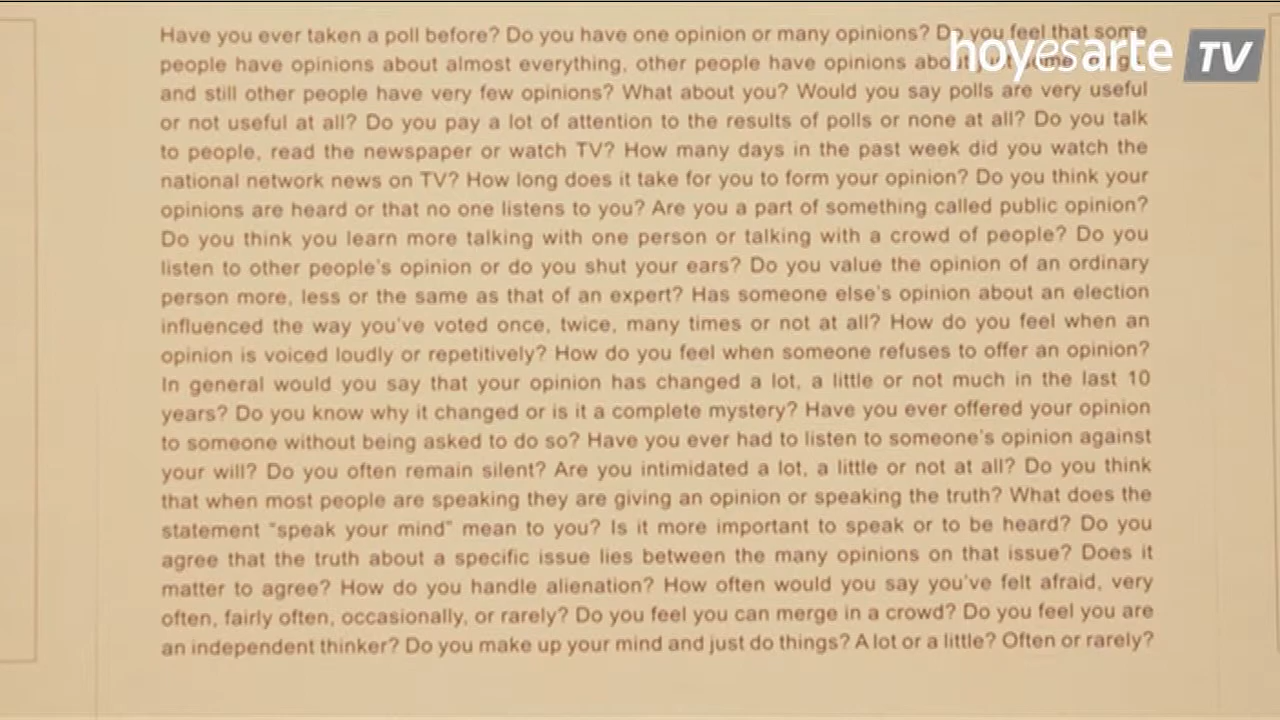 Have you ever taken a poll before? Do you have one opinion or many opinions? Do you feel that some
people have opinions about almost everything, other people have opinions about just some things,
and still other people have very few opinions? What about you? Would you say polls are very useful
or not useful at all? Do you pay a lot of attention to the results of polls or none at all? Do you talk
to people, read the newspaper or watch TV? How many days in the past week did you watch the
national network news on TV? How long does it take for you to form your opinion? Do you think your
opinions are heard or that no one listens to you? Are you a part of something called public opinion?
Do you think you learn more talking with one person or talking with a crowd of people? Do you
listen to other people's opinion or do you shut your ears? Do you value the opinion of an ordinary
person more, less or the same as that of an expert? Has someone else's opinion about an election
influenced the way you've voted once, twice, many times or not at all? How do you feel when an
opinion is voiced loudly or repetitively? How do you feel when someone refuses to offer an opinion?
In general would you say that your opinion has changed a lot, a little or not much in the last 10
years? Do you know why it changed or is it a complete mystery? Have you ever offered your opinion
to someone without being asked to do so? Have you ever had to listen to someone's opinion against
your will? Do you often remain silent? Are you intimidated a lot, a little or not at all? Do you think
that when most people are speaking they are giving an opinion or speaking the truth? What does the
statement “speak your mind” mean to you? Is it more important to speak or to be heard? Do you
agree that the truth about a specific issue lies between the many opinions on that issue? Does it
matter to agree? How do you handle alienation? How often would you say you've felt afraid, very
often, fairly often, occasionally, or rarely? Do you feel you can merge in a crowd? Do you feel you are
an independent thinker? Do you make up your mind and just do things? A lot or a little? Often or rarely?
hoyesarte TV